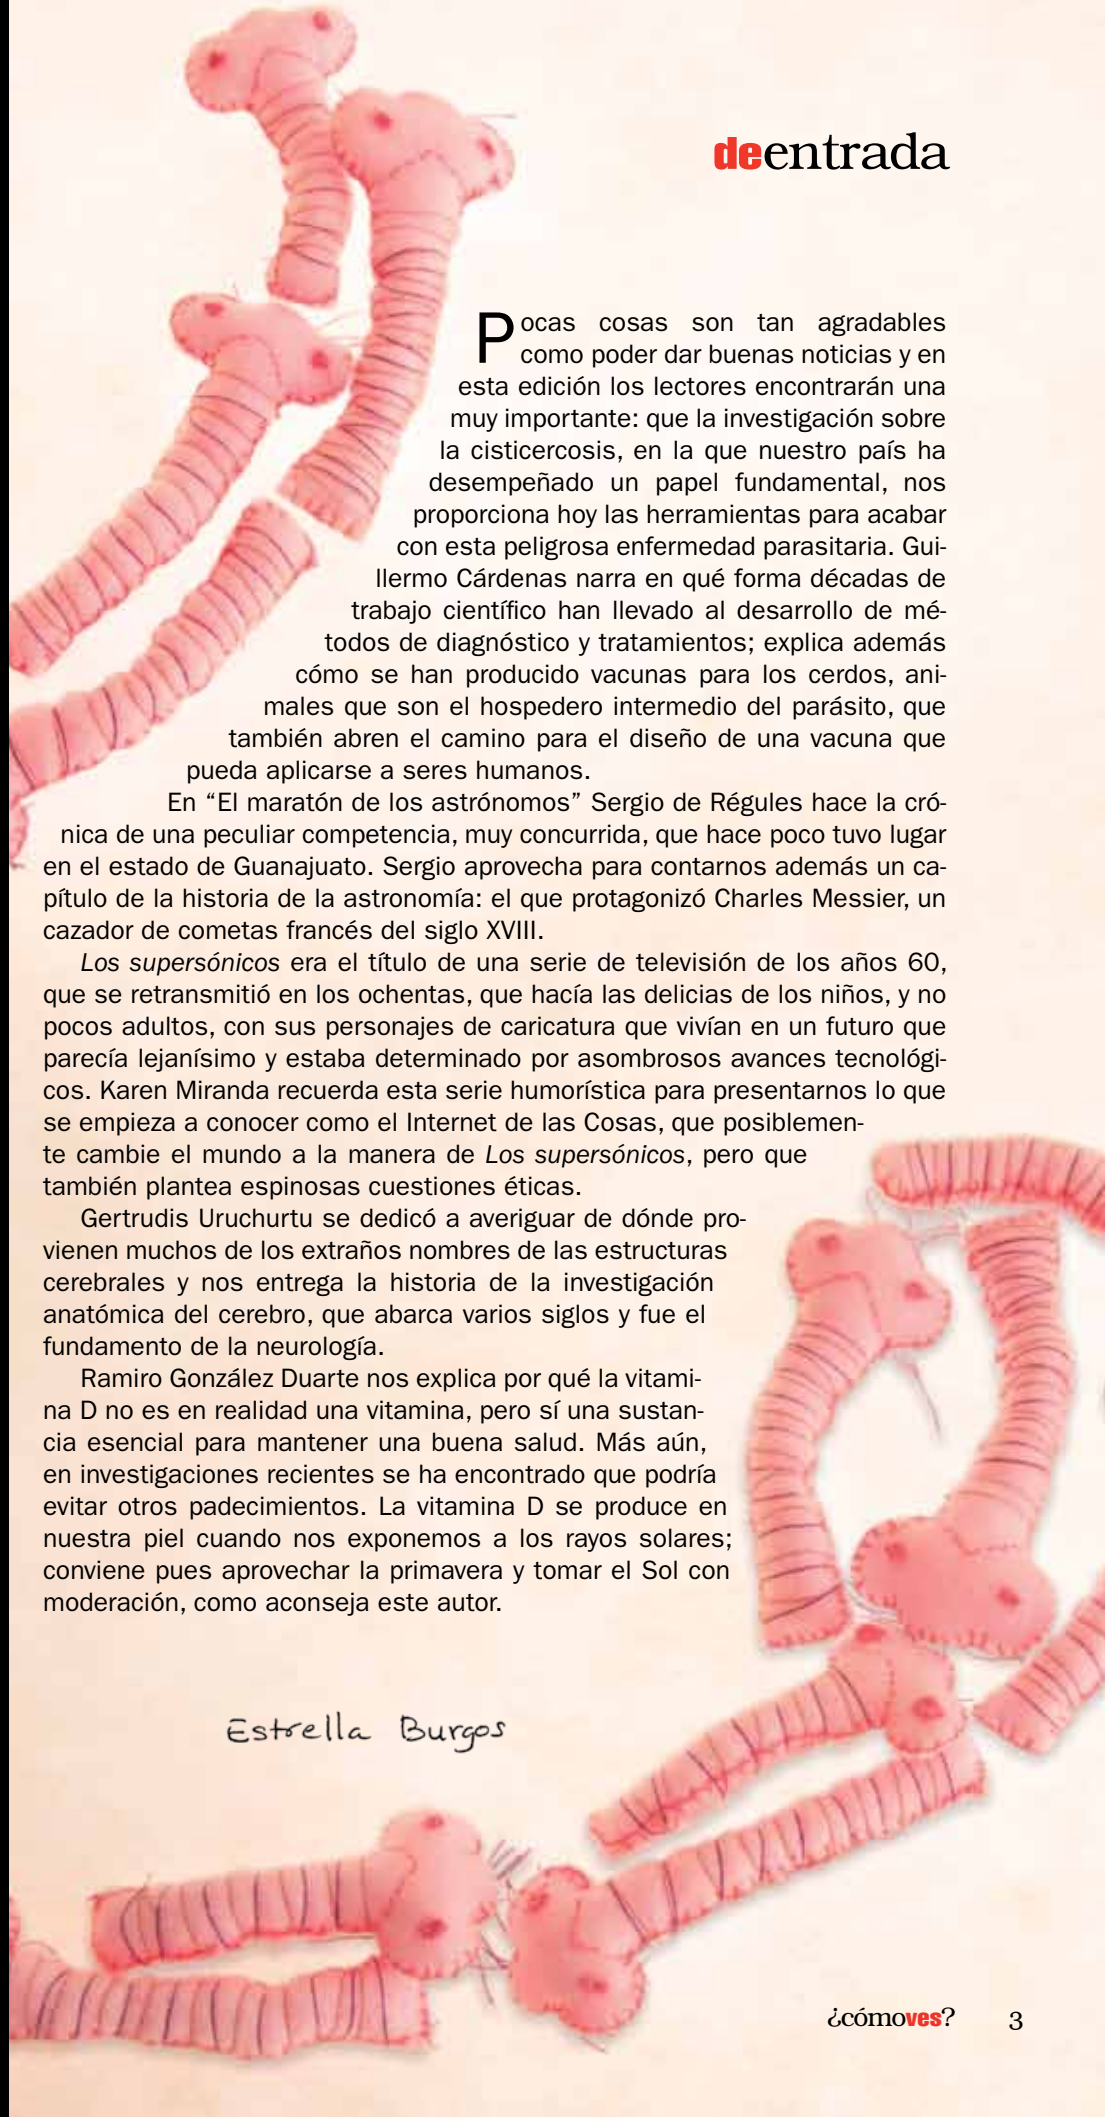 deentrada
Pocas cosas son tan agradables
como poder dar buenas noticias y en
esta edición los lectores encontrarán una
muy importante: que la investigación sobre
la cisticercosis, en la que nuestro país ha
desempeñado un papel fundamental, nos
proporciona hoy las herramientas para acabar
con esta peligrosa enfermedad parasitaria. Gui-
llermo Cárdenas narra en qué forma décadas de
trabajo científico han llevado al desarrollo de mé-
todos de diagnóstico y tratamientos; explica además
cómo se han producido vacunas para los cerdos, ani-
males que son el hospedero intermedio del parásito, que
también abren el camino para el diseño de una vacuna que
pueda aplicarse a seres humanos.
En “El maratón de los astrónomos” Sergio de Régules hace la cró-
nica de una peculiar competencia, muy concurrida, que hace poco tuvo lugar
en el estado de Guanajuato. Sergio aprovecha para contarnos además un ca-
pítulo de la historia de la astronomía: el que protagonizó Charles Messier, un
cazador de cometas francés del siglo XVIII.
Los supersónicos era el título de una serie de televisión de los años 60,
que se retransmitió en los ochentas, que hacía las delicias de los niños, y no
pocos adultos, con sus personajes de caricatura que vivían en un futuro que
parecía lejanísimo y estaba determinado por asombrosos avances tecnológi-
cos. Karen Miranda recuerda esta serie humorística para presentarnos lo que
se empieza a conocer como el Internet de las Cosas, que posiblemen-
te cambie el mundo a la manera de Los supersónicos, pero que
también plantea espinosas cuestiones éticas.
Gertrudis Uruchurtu se dedicó a averiguar de dónde pro-
vienen muchos de los extraños nombres de las estructuras
cerebrales y nos entrega la historia de la investigación
anatómica del cerebro, que abarca varios siglos y fue el
fundamento de la neurología.
Ramiro González Duarte nos explica por qué la vitami-
na D no es en realidad una vitamina, pero sí una sustan-
cia esencial para mantener una buena salud. Más aún,
en investigaciones recientes se ha encontrado que podría
evitar otros padecimientos. La vitamina D se produce en
nuestra piel cuando nos exponemos a los rayos solares;
conviene pues aprovechar la primavera y tomar el Sol con
moderación, como aconseja este autor.
Estrella Burgos
¿cómoves? 3